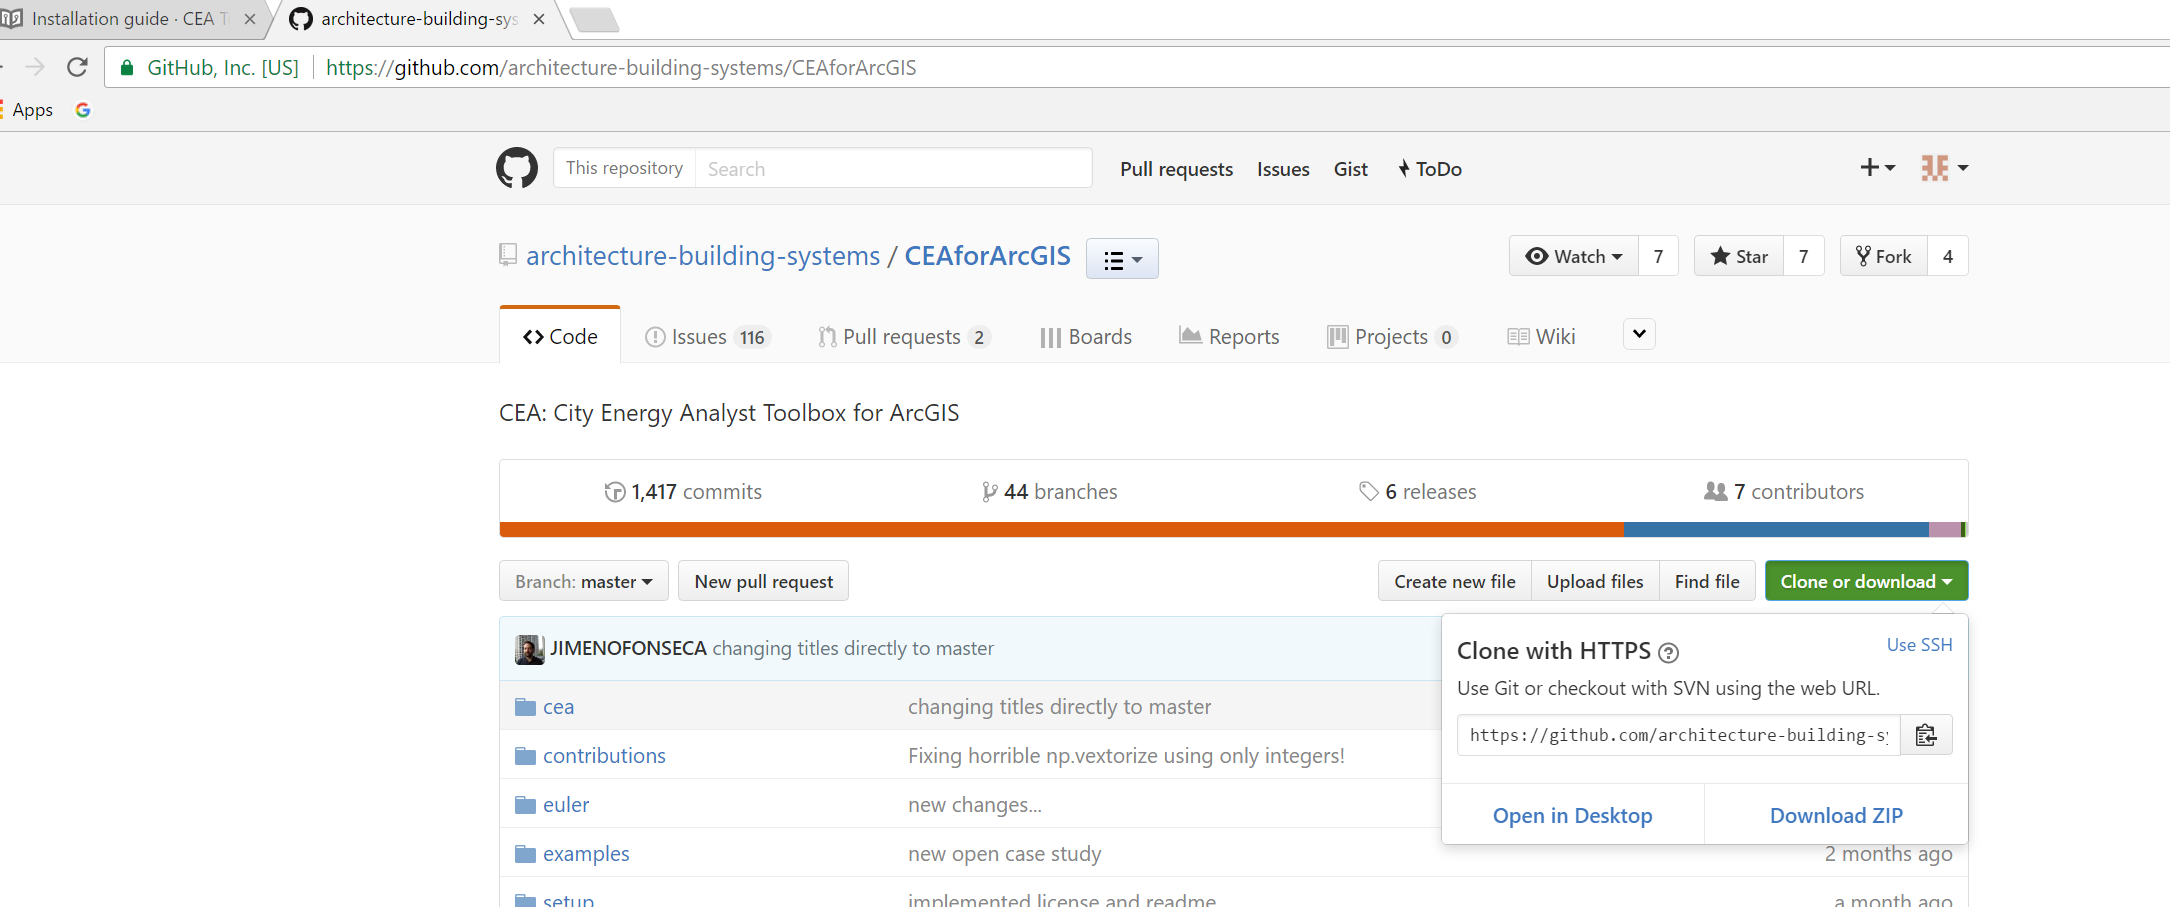 Installation guide · CEA T
architecture-building-sys
GitHub, Inc. [US] https://github.com/architecture-building-systems/CEAforArcGIS
Apps
This repository Search Pull requests Issues Gist ToDo
architecture-building-systems / CEAforArcGIS Watch 7 Star 7 Fork 4
Code Issues 116 Pull requests 2 Boards Reports Projects 0 Wiki
CEA: City Energy Analyst Toolbox for ArcGIS
1,417 commits 44 branches 6 releases 7 contributors
Branch: master New pull request Create new file Upload files Find file Clone or download
JIMENOFONSECA changing titles directly to master
Clone with HTTPS ? Use SSH
Use Git or checkout with SVN using the web URL.
https://github.com/architecture-building-s
Open in Desktop Download ZIP
cea changing titles directly to master
contributions Fixing horrible np.vextorize using only integers!
euler new changes...
examples new open case study 2 months ago
setup implemented license and readme a month ago